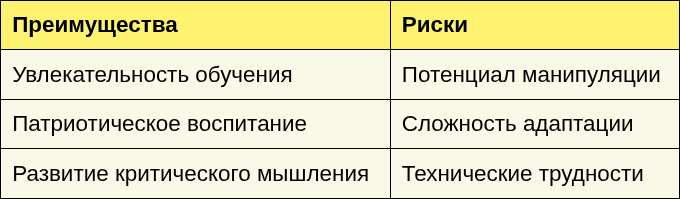 Преимущества Риски
Увлекательность обучения Потенциал манипуляции
Патриотическое воспитание Сложность адаптации
Развитие критического мышления Технические трудности